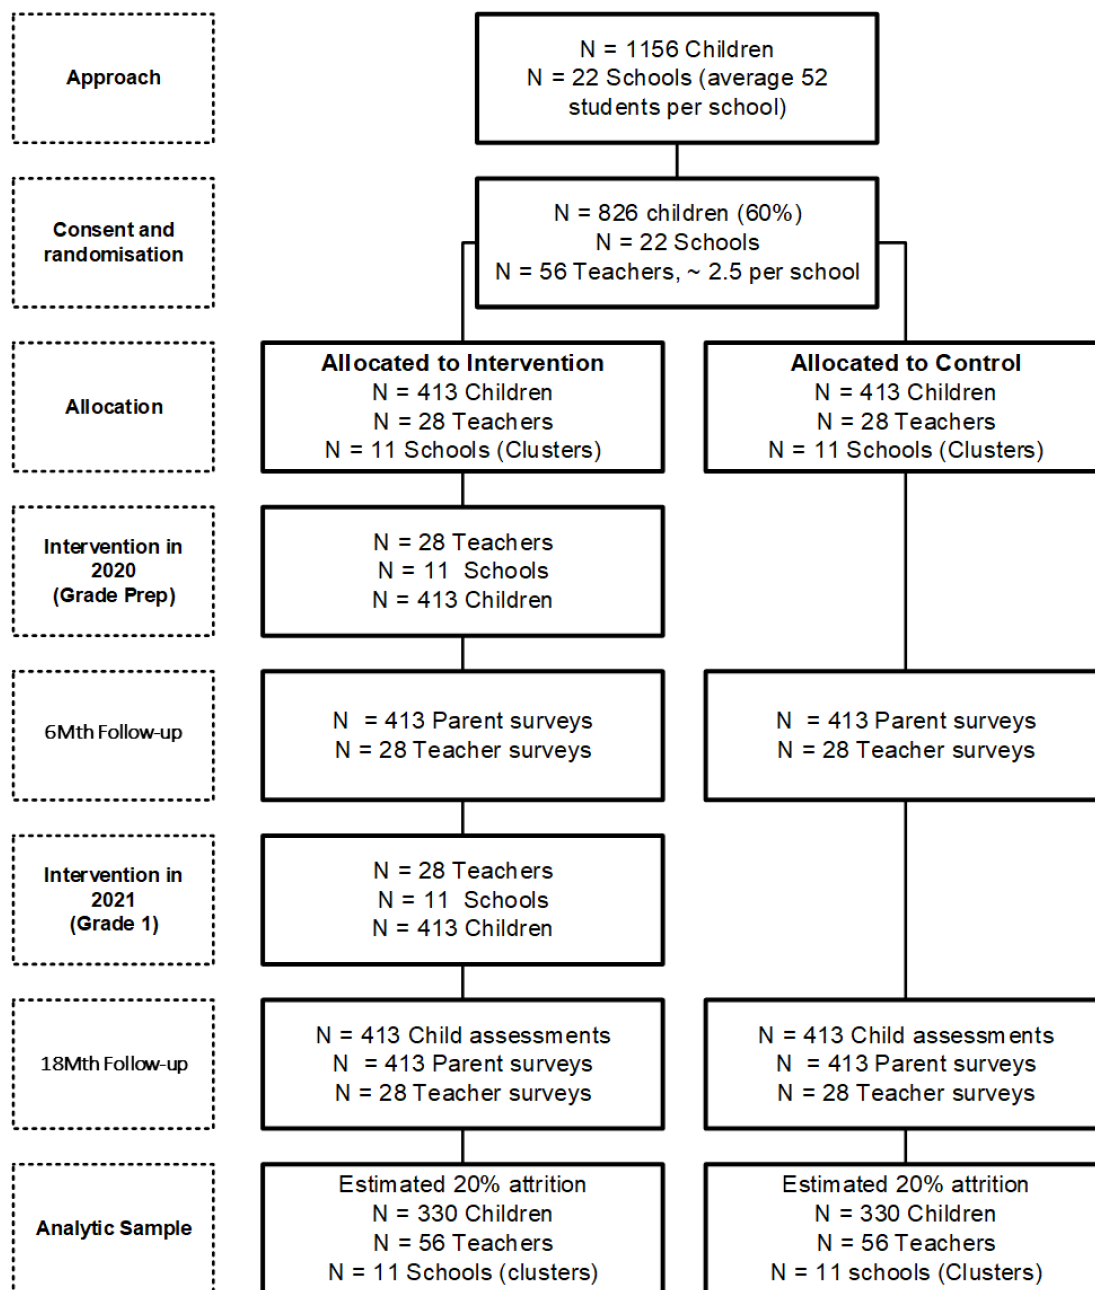 Approach
N = 1156 Children
N = 22 Schools (average 52
students per school)
Consent and
randomisation
N = 826 children (60%)
N = 22 Schools
N = 56 Teachers, ~ 2.5 per school
Allocation
Allocated to Intervention
N = 413 Children
N = 28 Teachers
N = 11 Schools (Clusters)
Allocated to Control
N = 413 Children
N = 28 Teachers
N = 11 Schools (Clusters)
Intervention in
2020
(Grade Prep)
N = 28 Teachers
N = 11 Schools
N = 413 Children
6Mth Follow-up
N = 413 Parent surveys
N = 28 Teacher surveys
N = 413 Parent surveys
N = 28 Teacher surveys
Intervention in
2021
(Grade 1)
N = 28 Teachers
N = 11 Schools
N = 413 Children
18Mth Follow-up
N = 413 Child assessments
N = 413 Parent surveys
N = 28 Teacher surveys
N = 413 Child assessments
N = 413 Parent surveys
N = 28 Teacher surveys
Analytic Sample
Estimated 20% attrition
N = 330 Children
N = 56 Teachers
N = 11 Schools (clusters)
Estimated 20% attrition
N = 330 Children
N = 56 Teachers
N = 11 schools (Clusters)